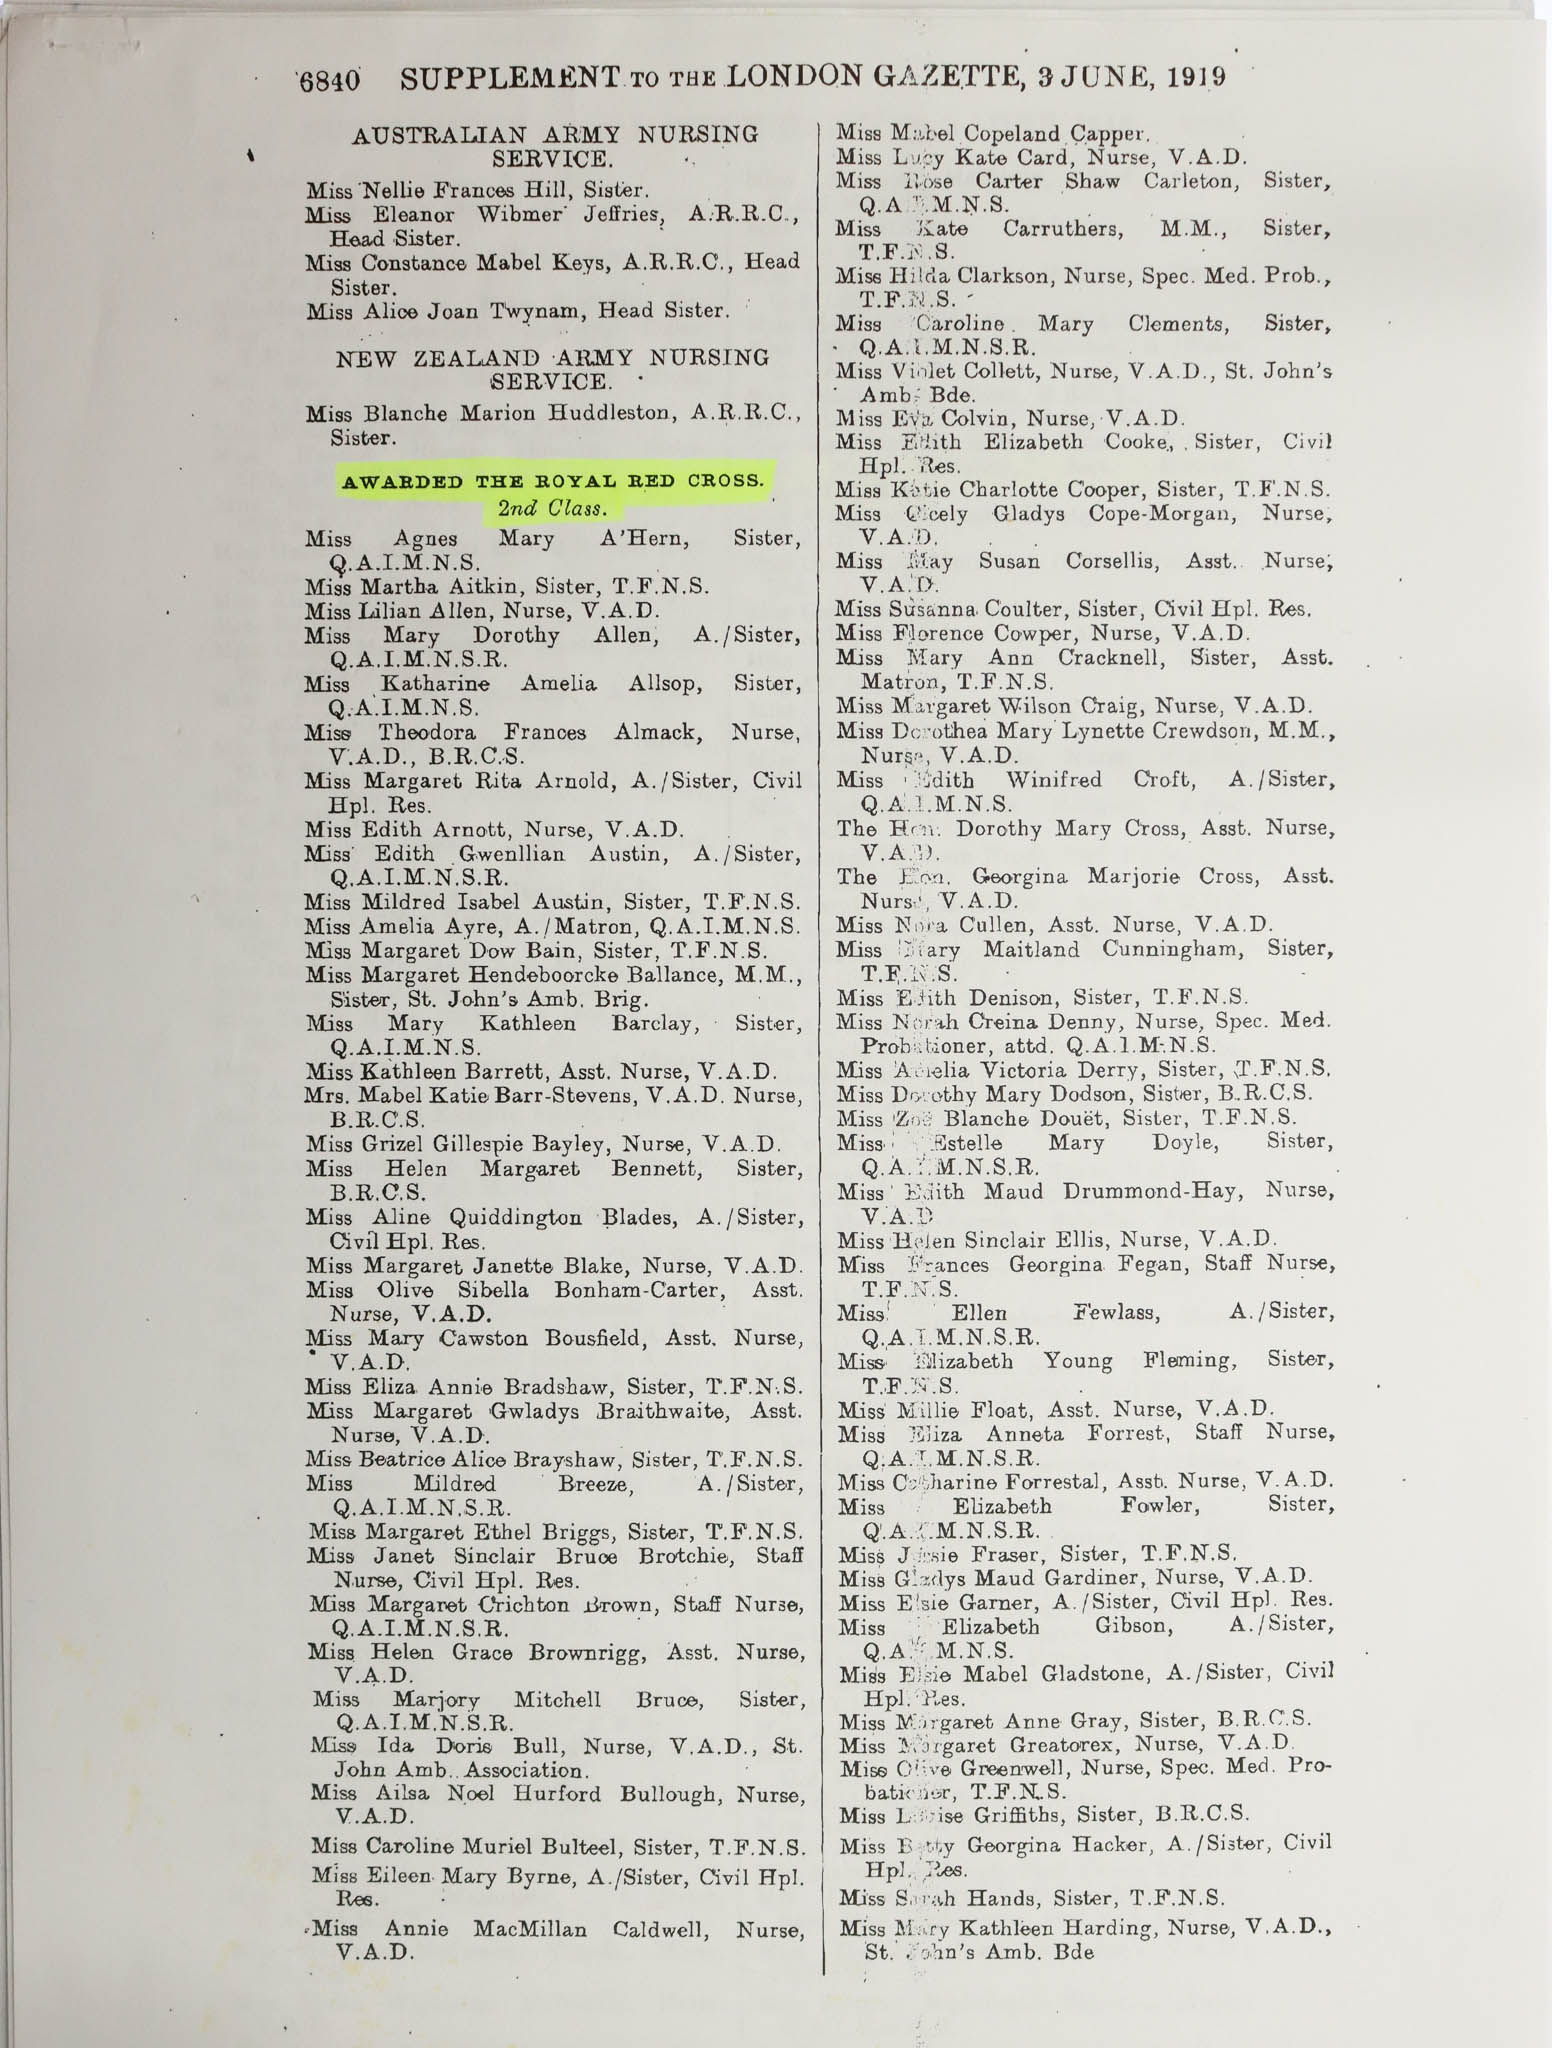 6840 SUPPLEMENT TO THE LONDON GAZETTE, 3 JUNE, 1919
AUSTRALIAN ARMY NURSING
SERVICE.
Miss Nellie Frances Hill, Sister.
Miss Eleanor Wibmer Jeffries, A.R.R.C.,
Head Sister.
Miss Constance Mabel Keys, A.R.R.C., Head
Sister.
Miss Alice Joan Twynam, Head Sister.
NEW ZEALAND ARMY NURSING
SERVICE.
Miss Blanche Marion Huddleston, A.R.R.C.,
Sister.
AWARDED THE ROYAL RED CROSS.
2nd Class.
Miss Agnes Mary A'Hern, Sister,
Q.A.I.M.N.S.
Miss Martha Aitkin, Sister, T.F.N.S.
Miss Lilian Allen, Nurse, V.A.D.
Miss Mary Dorothy Allen, A./Sister,
Q.A.I.M.N.S.R.
Miss Katharine Amelia Allsop, Sister,
Q.A.I.M.N.S.
Miss Theodora Frances Almack, Nurse,
V.A.D., B.R.C.S.
Miss Margaret Rita Arnold, A./Sister, Civil
Hpl. Res.
Miss Edith Arnott, Nurse, V.A.D.
Miss Edith Gwenllian Austin, A./Sister,
Q.A.I.M.N.S.R.
Miss Mildred Isabel Austin, Sister, T.F.N.S.
Miss Amelia Ayre, A./Matron, Q.A.I.M.N.S.
Miss Margaret Dow Bain, Sister, T.F.N.S.
Miss Margaret Hendeboorcke Ballance, M.M.,
Sister, St. John's Amb. Brig.
Miss Mary Kathleen Barclay, Sister,
Q.A.I.M.N.S.
Miss Kathleen Barrett, Asst. Nurse, V.A.D.
Mrs. Mabel Katie Barr-Stevens, V.A.D. Nurse,
B.R.C.S.
Miss Grizel Gillespie Bayley, Nurse, V.A.D.
Miss Helen Margaret Bennett, Sister,
B.R.C.S.
Miss Aline Quiddington Blades, A./Sister,
Civil Hpl. Res.
Miss Margaret Janette Blake, Nurse, V.A.D.
Miss Olive Sibella Bonham-Carter, Asst.
Nurse, V.A.D.
Miss Mary Cawston Bousfield, Asst. Nurse,
V.A.D.
Miss Eliza Annie Bradshaw, Sister, T.F.N.S.
Miss Margaret Gwladys Braithwaite, Asst.
Nurse, V.A.D.
Miss Beatrice Alice Brayshaw, Sister, T.F.N.S.
Miss Mildred Breeze, A./Sister,
Q.A.I.M.N.S.R.
Miss Margaret Ethel Briggs, Sister, T.F.N.S.
Miss Janet Sinclair Bruce Brotchie, Staff
Nurse, Civil Hpl. Res.
Miss Margaret Crichton Brown, Staff Nurse,
Q.A.I.M.N.S.R.
Miss Helen Grace Brownrigg, Asst. Nurse,
V.A.D.
Miss Marjory Mitchell Bruce, Sister,
Q.A.I.M.N.S.R.
Miss Ida Doris Bull, Nurse, V.A.D., St.
John Amb. Association.
Miss Ailsa Noel Hurford Bullough, Nurse,
V.A.D.
Miss Caroline Muriel Bulteel, Sister, T.F.N.S.
Miss Eileen Mary Byrne, A./Sister, Civil Hpl.
Res.
Miss Annie MacMillan Caldwell, Nurse,
V.A.D.
Miss Mabel Copeland Capper.
Miss Lucy Kate Card, Nurse, V.A.D.
Miss Rose Carter Shaw Carleton, Sister,
Q.A.I.M.N.S.
Miss Kate Carruthers, M.M., Sister,
T.F.N.S.
Miss Hilda Clarkson, Nurse, Spec. Med. Prob.,
T.F.N.S.
Miss Caroline Mary Clements, Sister,
Q.A.I.M.N.S.R.
Miss Violet Collett, Nurse, V.A.D., St. John's
Amb. Bde.
Miss Eva Colvin, Nurse, V.A.D.
Miss Edith Elizabeth Cooke, Sister, Civil
Hpl. Res.
Miss Katie Charlotte Cooper, Sister, T.F.N.S.
Miss Cicely Gladys Cope-Morgan, Nurse,
V.A.D.
Miss May Susan Corsellis, Asst. Nurse,
V.A.D.
Miss Susanna Coulter, Sister, Civil Hpl. Res.
Miss Florence Cowper, Nurse, V.A.D.
Miss Mary Ann Cracknell, Sister, Asst.
Matron, T.F.N.S.
Miss Margaret Wilson Craig, Nurse, V.A.D.
Miss Dorothea Mary Lynette Crewdson, M.M.,
Nurse, V.A.D.
Miss Edith Winifred Croft, A./Sister,
Q.A.I.M.N.S.
The Hon. Dorothy Mary Cross, Asst. Nurse,
V.A.D.
The Hon. Georgina Marjorie Cross, Asst.
Nurse, V.A.D.
Miss Nora Cullen, Asst. Nurse, V.A.D.
Miss Mary Maitland Cunningham, Sister,
T.F.N.S.
Miss Edith Denison, Sister, T.F.N.S.
Miss Norah Creina Denny, Nurse, Spec. Med.
Probationer, attd. Q.A.I.M.N.S.
Miss Amelia Victoria Derry, Sister, T.F.N.S.
Miss Dorothy Mary Dodson, Sister, B.R.C.S.
Miss Zoë Blanche Douët, Sister, T.F.N.S.
Miss Estelle Mary Doyle, Sister,
Q.A.I.M.N.S.R.
Miss Edith Maud Drummond-Hay, Nurse,
V.A.D
Miss Helen Sinclair Ellis, Nurse, V.A.D.
Miss Frances Georgina Fegan, Staff Nurse,
T.F.N.S.
Miss Ellen Fewlass, A./Sister,
Q.A.I.M.N.S.R.
Miss Elizabeth Young Fleming, Sister,
T.F.N.S.
Miss Millie Float, Asst. Nurse, V.A.D.
Miss Eliza Anneta Forrest, Staff Nurse,
Q.A.I.M.N.S.R.
Miss Catharine Forrestal, Asst. Nurse, V.A.D.
Miss Elizabeth Fowler, Sister,
Q.A.I.M.N.S.R.
Miss Jessie Fraser, Sister, T.F.N.S.
Miss Gladys Maud Gardiner, Nurse, V.A.D.
Miss Elsie Garner, A./Sister, Civil Hpl. Res.
Miss Elizabeth Gibson, A./Sister,
Q.A.I.M.N.S.
Miss Elsie Mabel Gladstone, A./Sister, Civil
Hpl. Res.
Miss Margaret Anne Gray, Sister, B.R.C.S.
Miss Margaret Greatorex, Nurse, V.A.D
Miss Olive Greenwell, Nurse, Spec. Med. Pro-
bationer, T.F.N.S.
Miss Louise Griffiths, Sister, B.R.C.S.
Miss Betty Georgina Hacker, A./Sister, Civil
Hpl. Res.
Miss Sarah Hands, Sister, T.F.N.S.
Miss Mary Kathleen Harding, Nurse, V.A.D.,
St. John's Amb. Bde